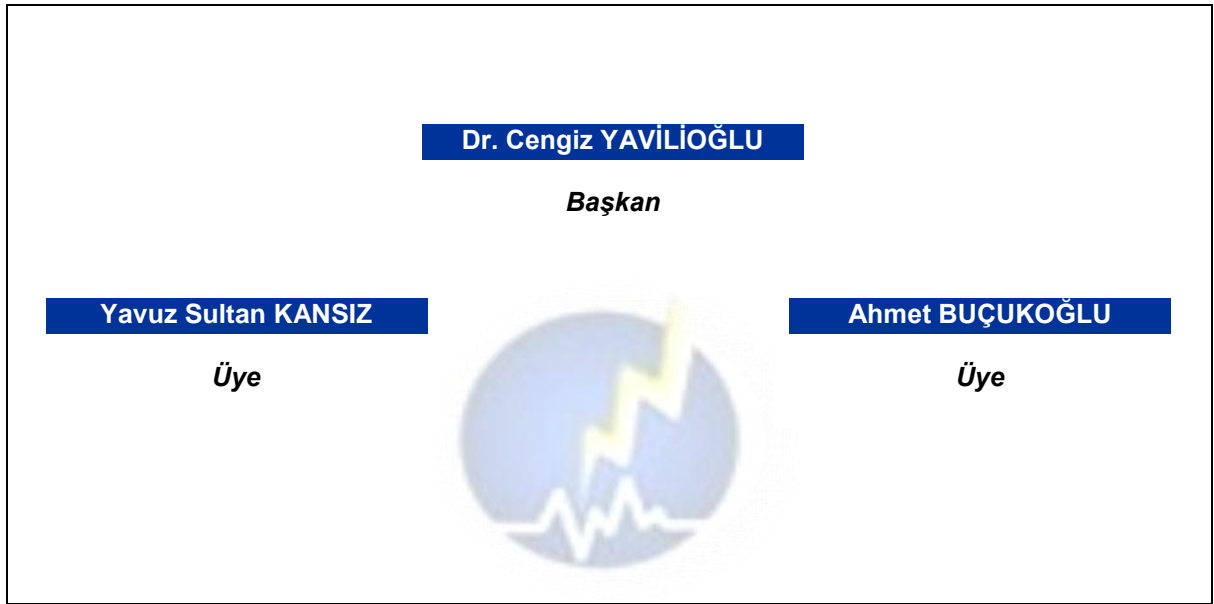 Dr. Cengiz YAVİLİOĞLU
Başkan
Yavuz Sultan KANSIZ
Ahmet BUÇUKOĞLU
Üye
Üye